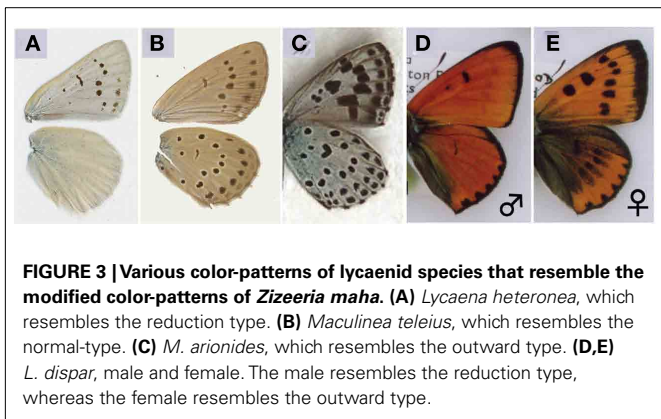 A B C D E
ton
♂ ♀
FIGURE 3 | Various color-patterns of lycaenid species that resemble the
modified color-patterns of Zizeeria maha. (A) Lycaena heteronea, which
resembles the reduction type. (B) Maculinea teleius, which resembles the
normal-type. (C) M. arionides, which resembles the outward type. (D,E)
L. dispar, male and female. The male resembles the reduction type,
whereas the female resembles the outward type.